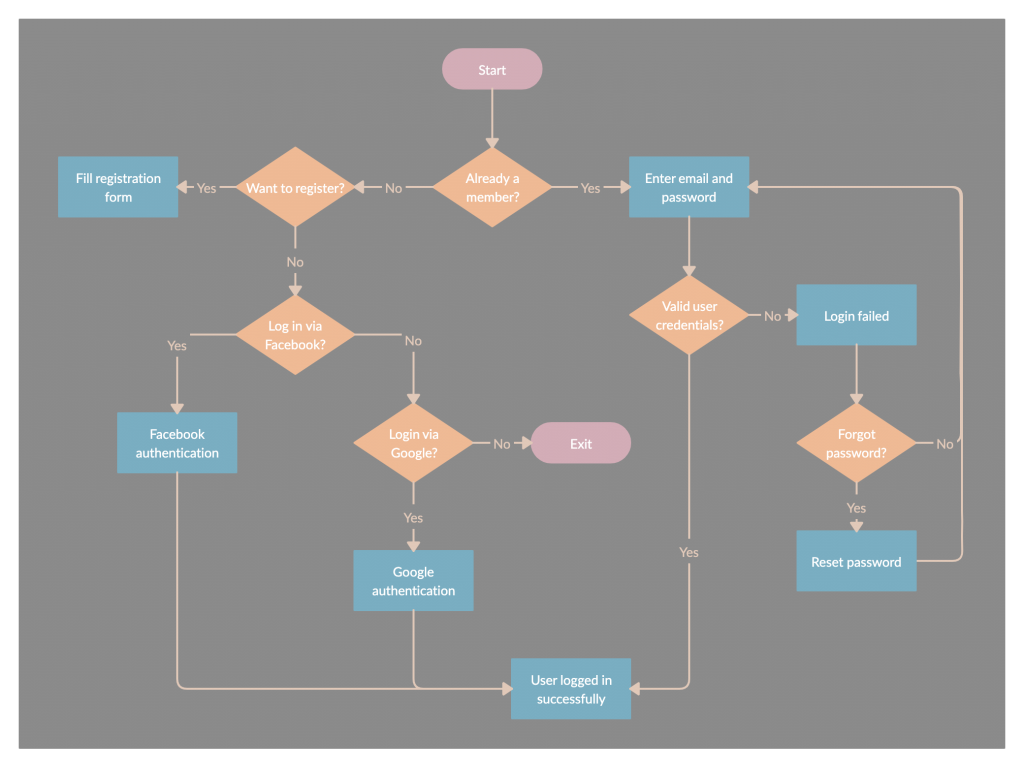 Start
Fill registration
form
Yes
Want to register?
No
Already a
member?
Yes
Enter email and
password
No
Log in via
Facebook?
Yes
No
Valid user
credentials?
No
Login failed
Facebook
authentication
Login via
Google?
No
Exit
Forgot
password?
No
Yes
Yes
Yes
Google
authentication
Reset password
User logged in
successfully